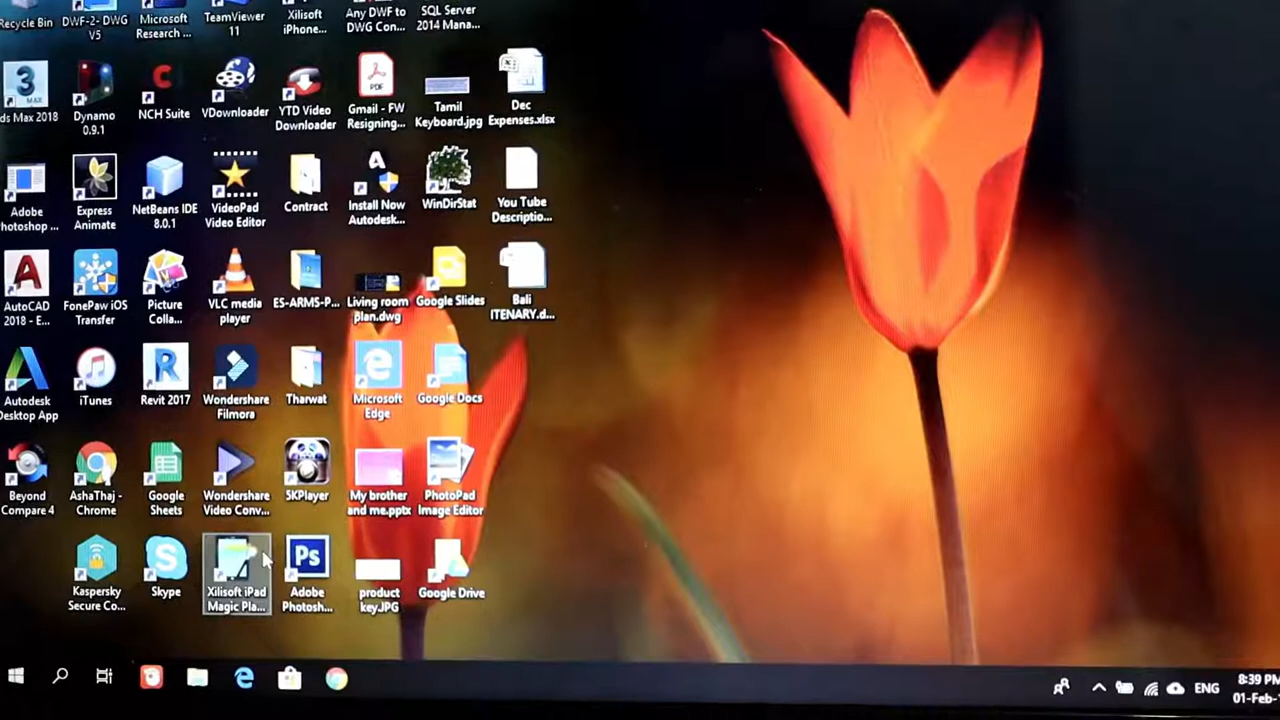 Recycle Bin
DWF-2- DWG
V5
Microsoft
Research ...
TeamViewer
11
Xilisoft
iPhone...
Any DWF to
DWG Con...
SQL Server
2014 Mana...
3
MAX
ds Max 2018
Dynamo
0.9.1
NCH Suite
VDownloader
YTD Video
Downloader
PDF
Gmail - FW
Resigning...
Tamil
Keyboard.jpg
Dec
Expenses.xlsx
Adobe
Photoshop ...
Express
Animate
NetBeans IDE
8.0.1
VideoPad
Video Editor
Contract
Install Now
Autodesk...
WinDirStat
You Tube
Descriptio...
AutoCAD
2018 - E...
FonePaw iOS
Transfer
Picture
Colla...
VLC media
player
ES-ARMS-P...
Living room
plan.dwg
Google Slides
Bali
ITENARY.d...
Autodesk
Desktop App
iTunes
Revit 2017
Wondershare
Filmora
Tharwat
Microsoft
Edge
Google Docs
Beyond
Compare 4
AshaThaj -
Chrome
Google
Sheets
Wondershare
Video Conv...
5KPlayer
My brother
and me.pptx
PhotoPad
Image Editor
Kaspersky
Secure Co...
Skype
Xilisoft iPad
Magic Pla...
Ps
Adobe
Photosh...
product
key.JPG
Google Drive
ENG
8:39 PM
01-Feb-